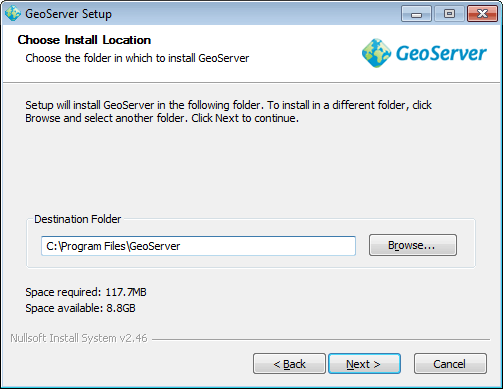 GeoServer Setup
Choose Install Location
Choose the folder in which to install GeoServer
GeoServer
Setup will install GeoServer in the following folder. To install in a different folder, click
Browse and select another folder. Click Next to continue.
Destination Folder
C:\Program Files\GeoServer
Browse...
Space required: 117.7MB
Space available: 8.8GB
Nullsoft Install System v2.46
< Back
Next >
Cancel